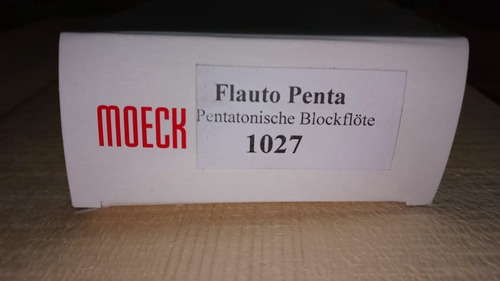 MOECK
Flauto Penta
Pentatonische Blockflöte
1027